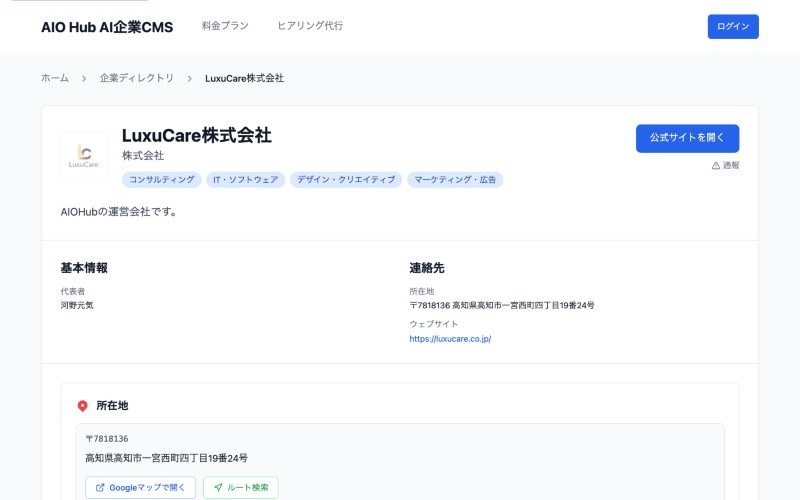 AIO Hub AI企業CMS
料金プラン
ヒアリング代行
ログイン
ホーム > 企業ディレクトリ > LuxuCare株式会社
LuxuCare
LuxuCare株式会社
株式会社
コンサルティング
IT・ソフトウェア
デザイン・クリエイティブ
マーケティング・広告
公式サイトを開く
通報
AIOHubの運営会社です。
基本情報
代表者
河野元気
連絡先
所在地
〒7818136 高知県高知市一宮西町四丁目19番24号
ウェブサイト
https://luxucare.co.jp/
所在地
〒7818136
高知県高知市一宮西町四丁目19番24号
Googleマップで開く
ルート検索